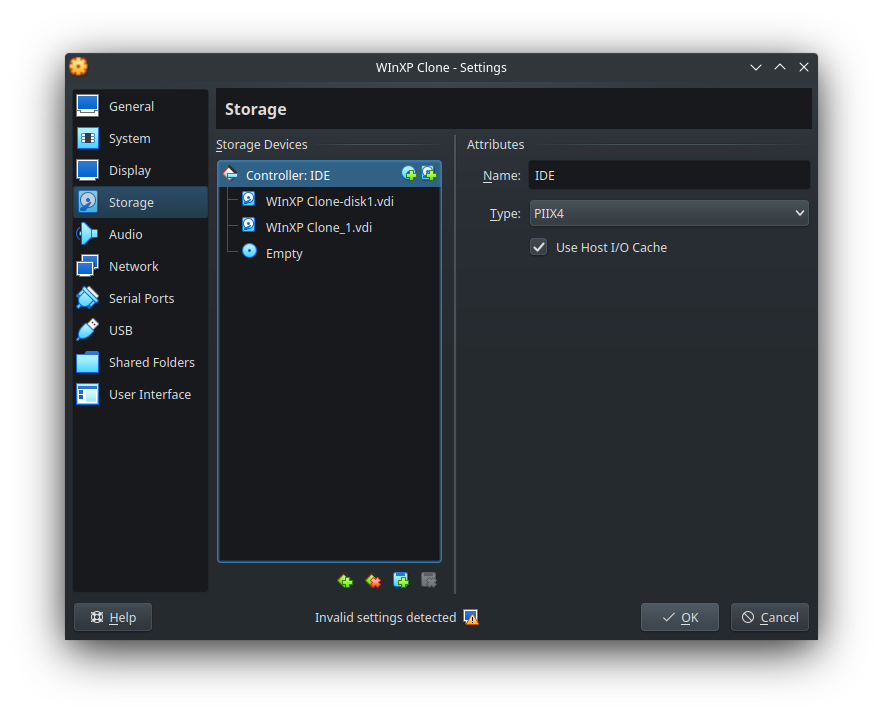 WInXP Clone - Settings
General
System
Display
Storage
Audio
Network
Serial Ports
USB
Shared Folders
User Interface
Storage
Storage Devices
Controller: IDE
WInXP Clone-disk1.vdi
WInXP Clone_1.vdi
Empty
Attributes
Name: IDE
Type: PIIX4
Use Host I/O Cache
Help
Invalid settings detected
OK
Cancel